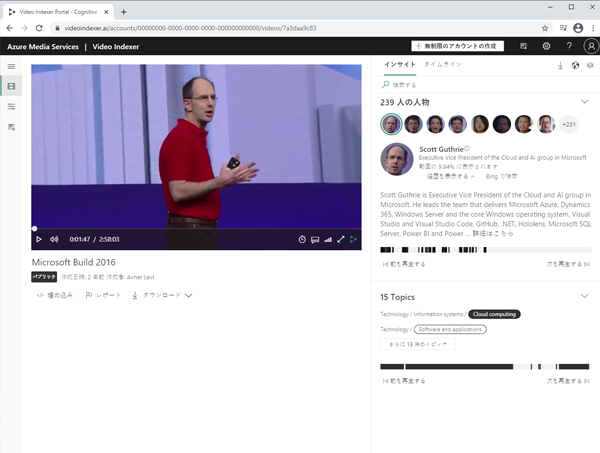 Video Indexer Portal - Cognitive
videoindexer.ai/accounts/00000000-0000-0000-0000-000000000000/videos/7a3daa9c83
Azure Media Services | Video Indexer
無制限のアカウントの作成
インサイト タイムライン
検索する
239 人の人物
+231
Scott Guthrie
Executive Vice President of the Cloud and AI group in Microsoft
動画の 9.94% に表示されます
経歴を表示する Bing で検索
Scott Guthrie is Executive Vice President of the Cloud and AI group in
Microsoft. He leads the team that delivers Microsoft Azure, Dynamics
365, Windows Server and the core Windows operating system, Visual
Studio and Visual Studio Code, GitHub, .NET, Hololens, Microsoft SQL
Server, Power BI and Power ... 詳細はこちら
前を再生する 次を再生する
0:01:47 / 2:58:03
Microsoft Build 2016
パブリック 作成日時: 2 年前 作成者: Avner Levi
埋め込み レポート ダウンロード
15 Topics
Technology / Information systems / Cloud computing
Technology / Software and applications
さらに 13 件のトピック
前を再生する 次を再生する